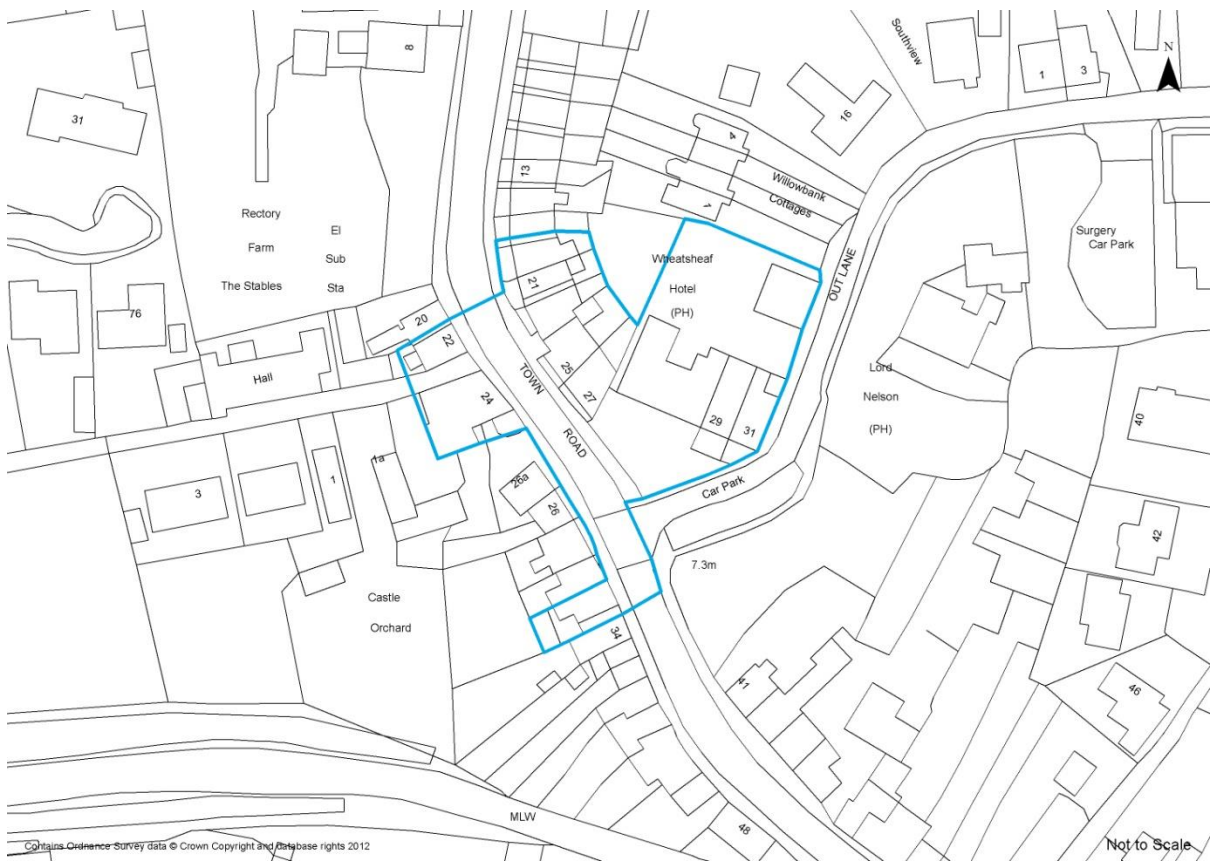 Southview
N
8
1
3
31
16
4
13
Willowbank
Cottages
1
Rectory
Farm
The Stables
El
Sub
Sta
Surgery
Car Park
Wheatsheaf
Hotel
(PH)
OUT LANE
21
76
20
22
Hall
TOWN
ROAD
25
27
24
29
31
Lord
Nelson
(PH)
40
1a
3
1
26a
26
Car Park
42
7.3m
Castle
Orchard
34
41
46
MLW
48
Contains Ordnance Survey data © Crown Copyright and database rights 2012
Not to Scale